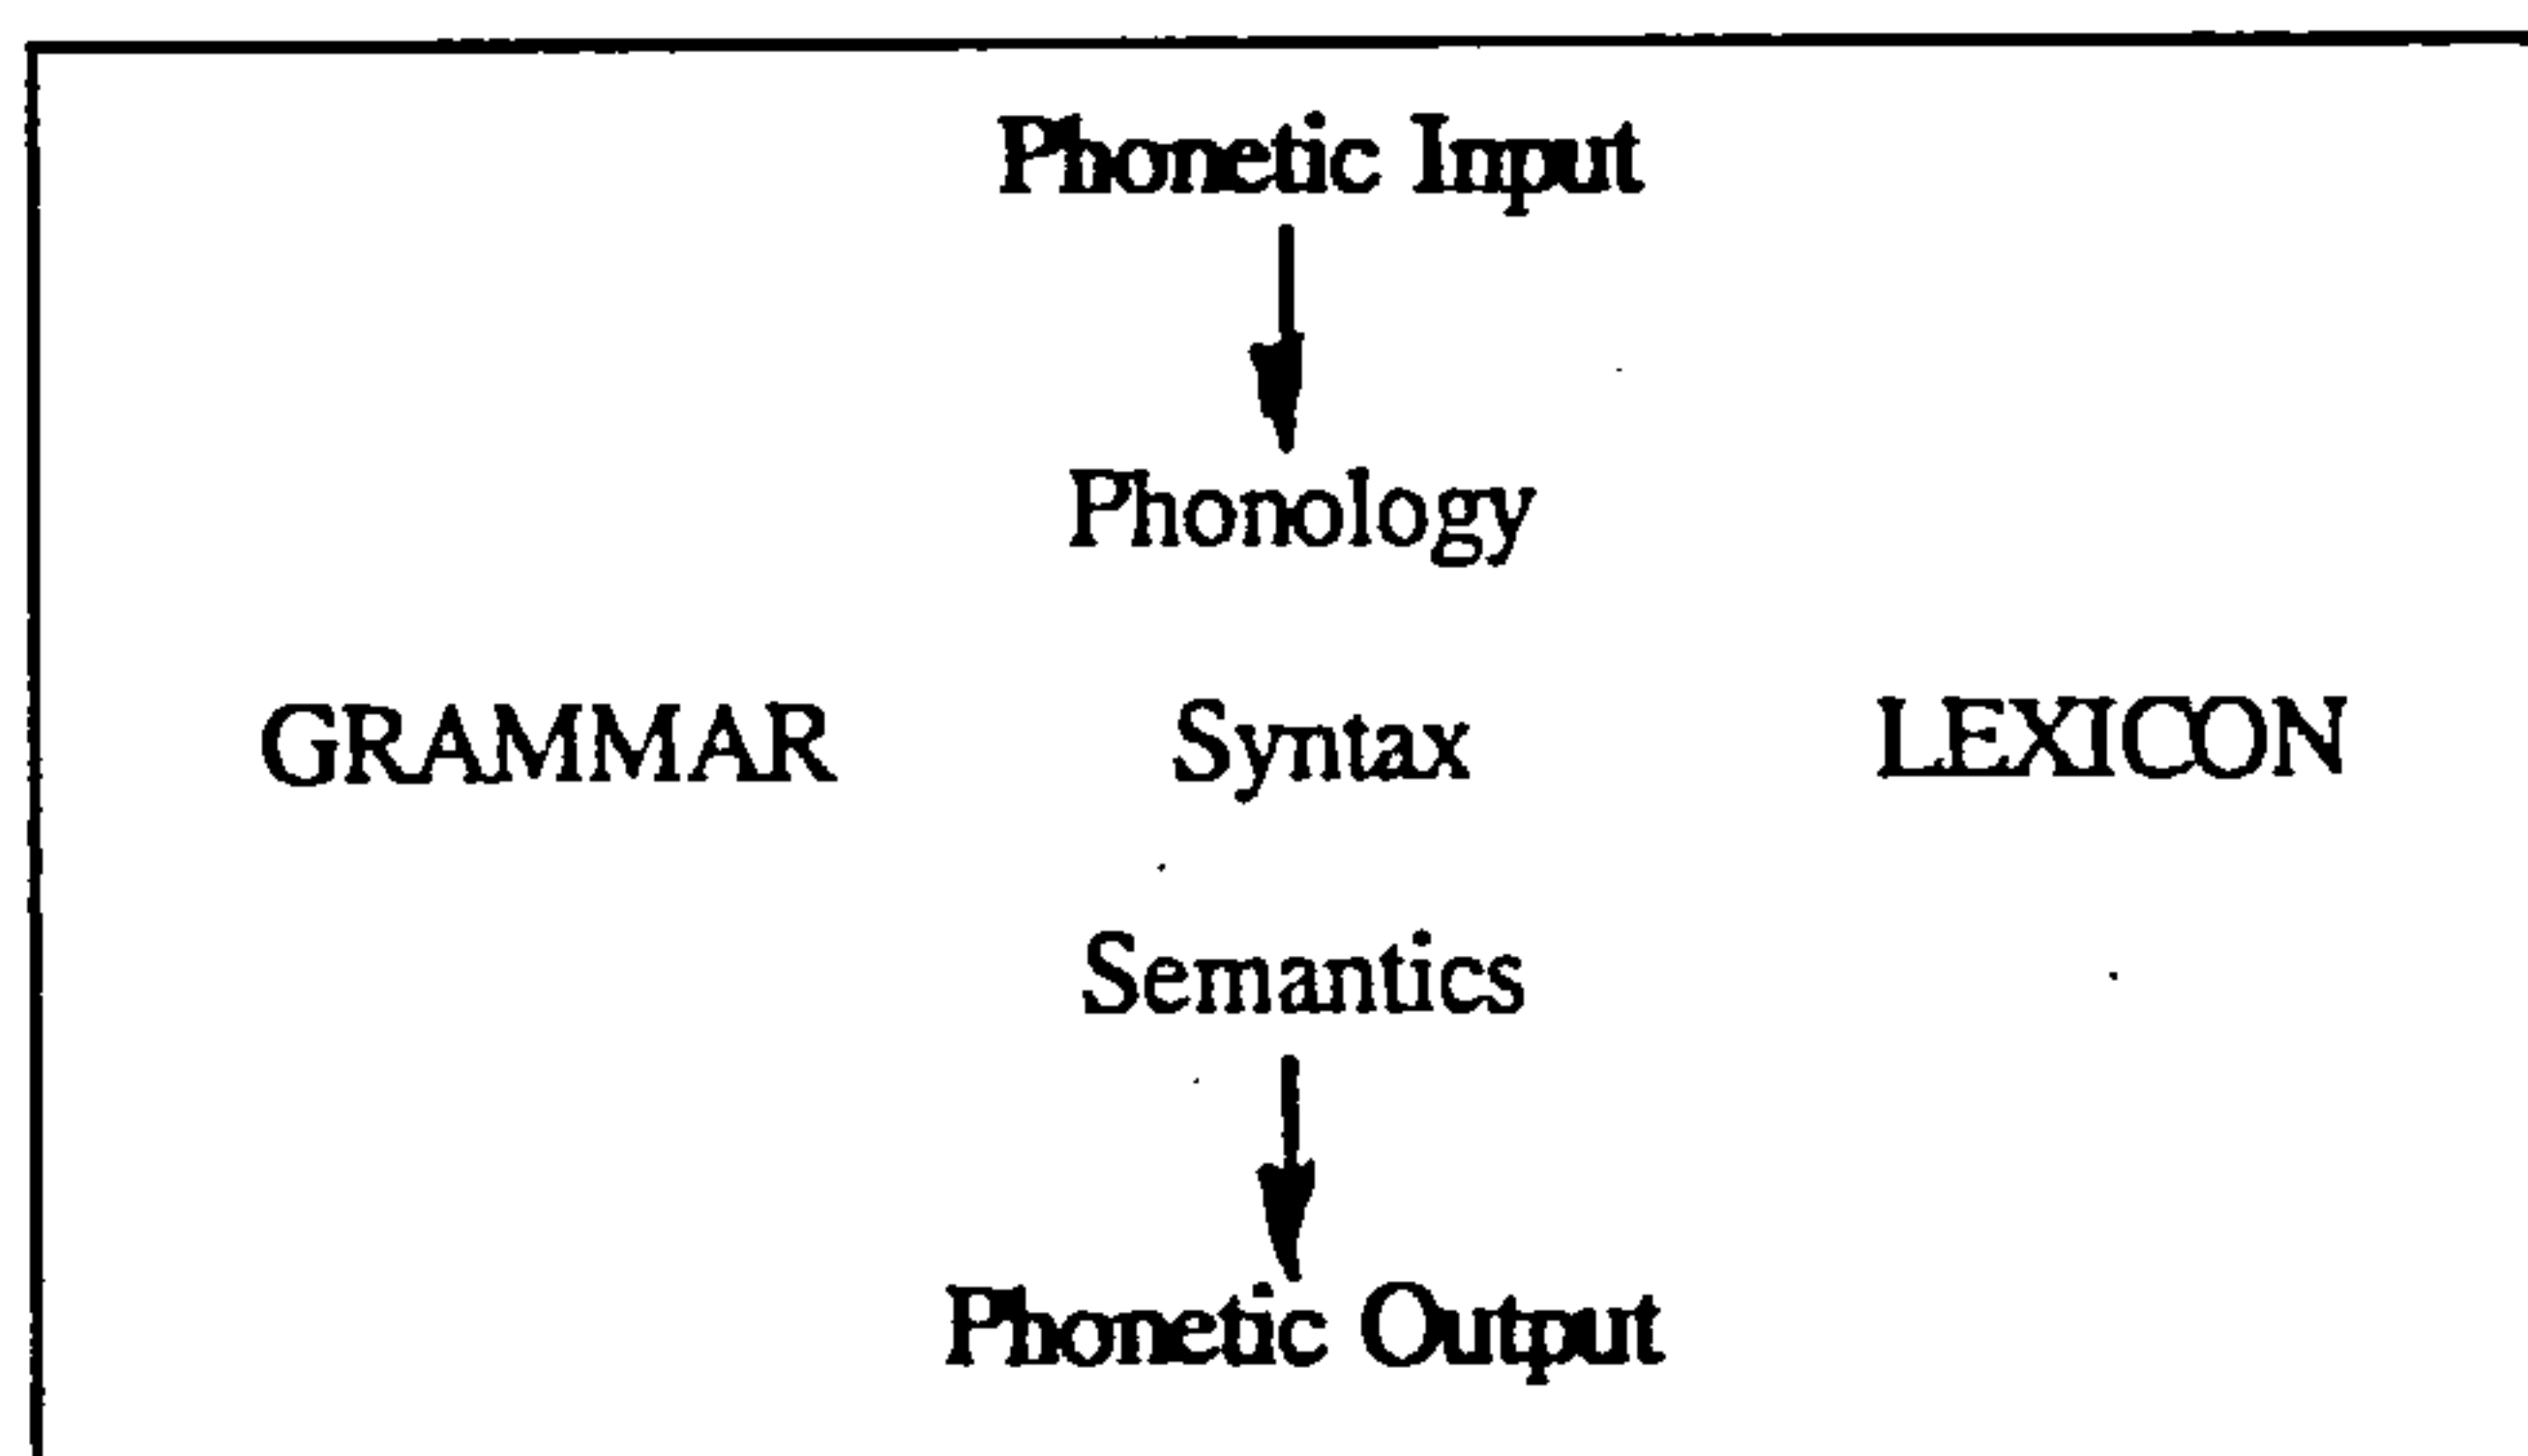 Phonetic Input
Phonology
GRAMMAR Syntax LEXICON
Semantics
Phonetic Output